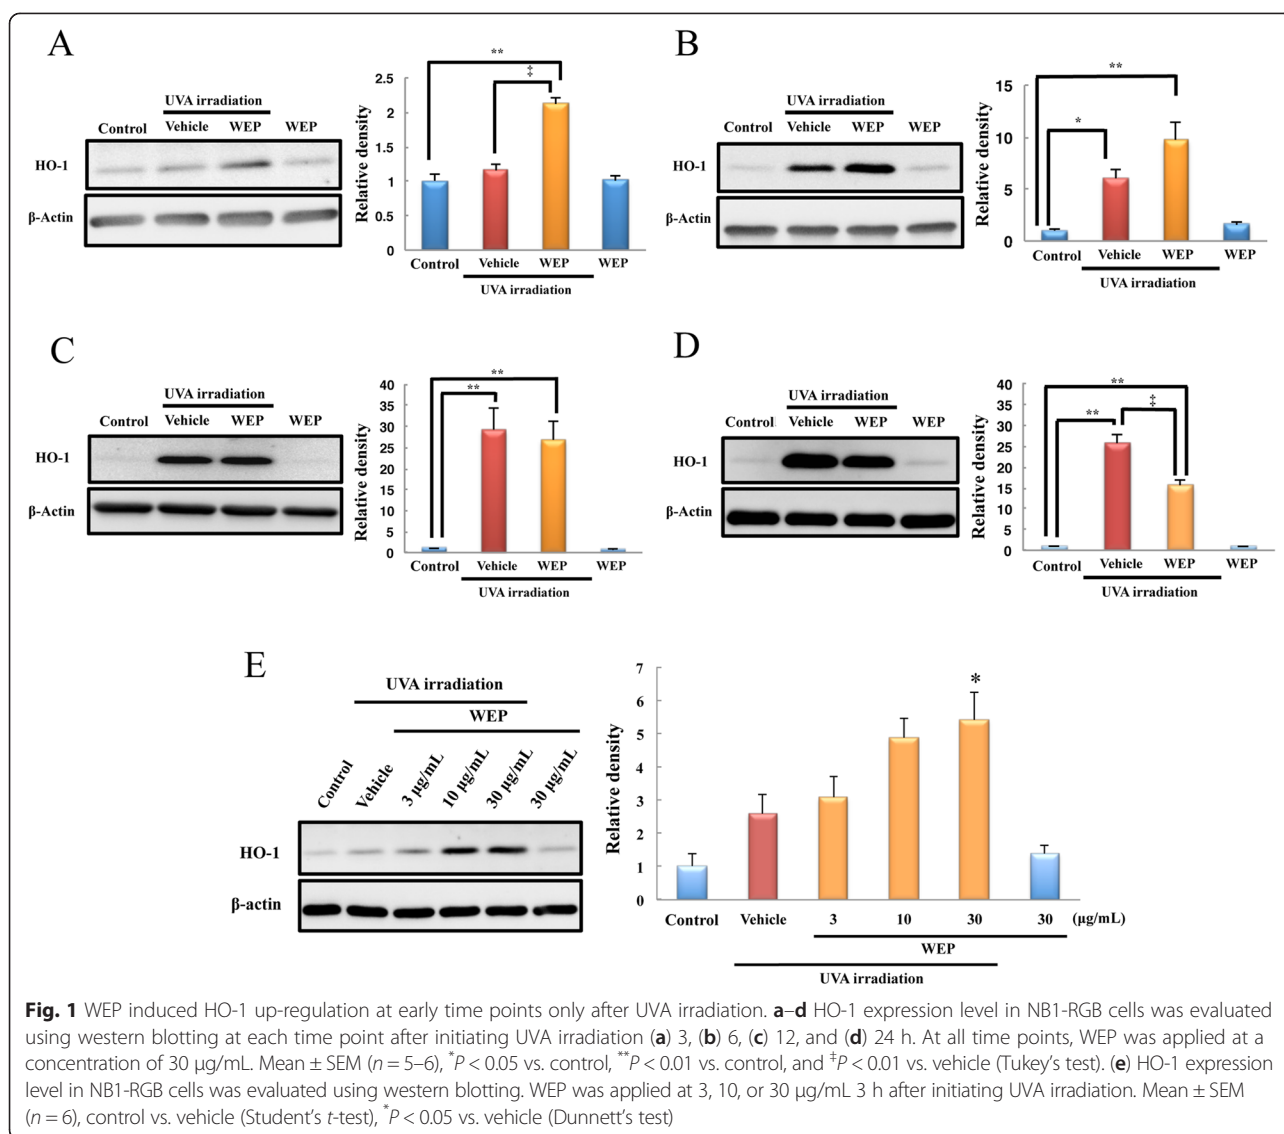 A
UVA irradiation
Control Vehicle WEP WEP
HO-1
β-Actin
Relative density
2.5
2
1.5
1
0.5
0
**
‡
Control Vehicle WEP WEP
UVA irradiation
B
UVA irradiation
Control Vehicle WEP WEP
HO-1
β-Actin
Relative density
15
10
5
0
**
*
Control Vehicle WEP WEP
UVA irradiation
C
UVA irradiation
Control Vehicle WEP WEP
HO-1
β-Actin
Relative density
40
35
30
25
20
15
10
5
0
**
**
Control Vehicle WEP WEP
UVA irradiation
D
UVA irradiation
Control Vehicle WEP WEP
HO-1
β-Actin
Relative density
40
35
30
25
20
15
10
5
0
**
**
‡
Control Vehicle WEP WEP
UVA irradiation
E
UVA irradiation
WEP
Control Vehicle 3 μg/mL 10 μg/mL 30 μg/mL 30 μg/mL
HO-1
β-actin
Relative density
7
6
5
4
3
2
1
0
*
Control Vehicle 3 10 30 30 (μg/mL)
WEP
UVA irradiation
Fig. 1 WEP induced HO-1 up-regulation at early time points only after UVA irradiation. a–d HO-1 expression level in NB1-RGB cells was evaluated
using western blotting at each time point after initiating UVA irradiation (a) 3, (b) 6, (c) 12, and (d) 24 h. At all time points, WEP was applied at a
concentration of 30 μg/mL. Mean ± SEM (n = 5–6), *P < 0.05 vs. control, **P < 0.01 vs. control, and ‡P < 0.01 vs. vehicle (Tukey's test). (e) HO-1 expression
level in NB1-RGB cells was evaluated using western blotting. WEP was applied at 3, 10, or 30 μg/mL 3 h after initiating UVA irradiation. Mean ± SEM
(n = 6), control vs. vehicle (Student's t-test), *P < 0.05 vs. vehicle (Dunnett's test)